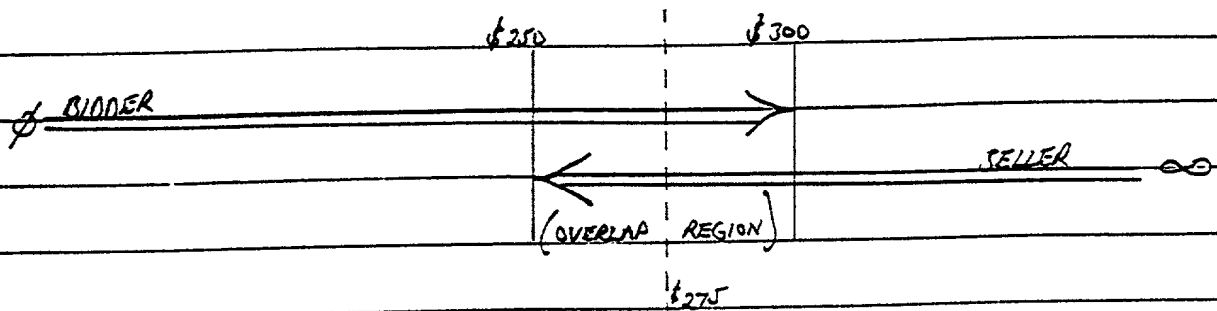 $250 $300
Ø BIDDER
SELLER ∞
(OVERLAP REGION)
$275